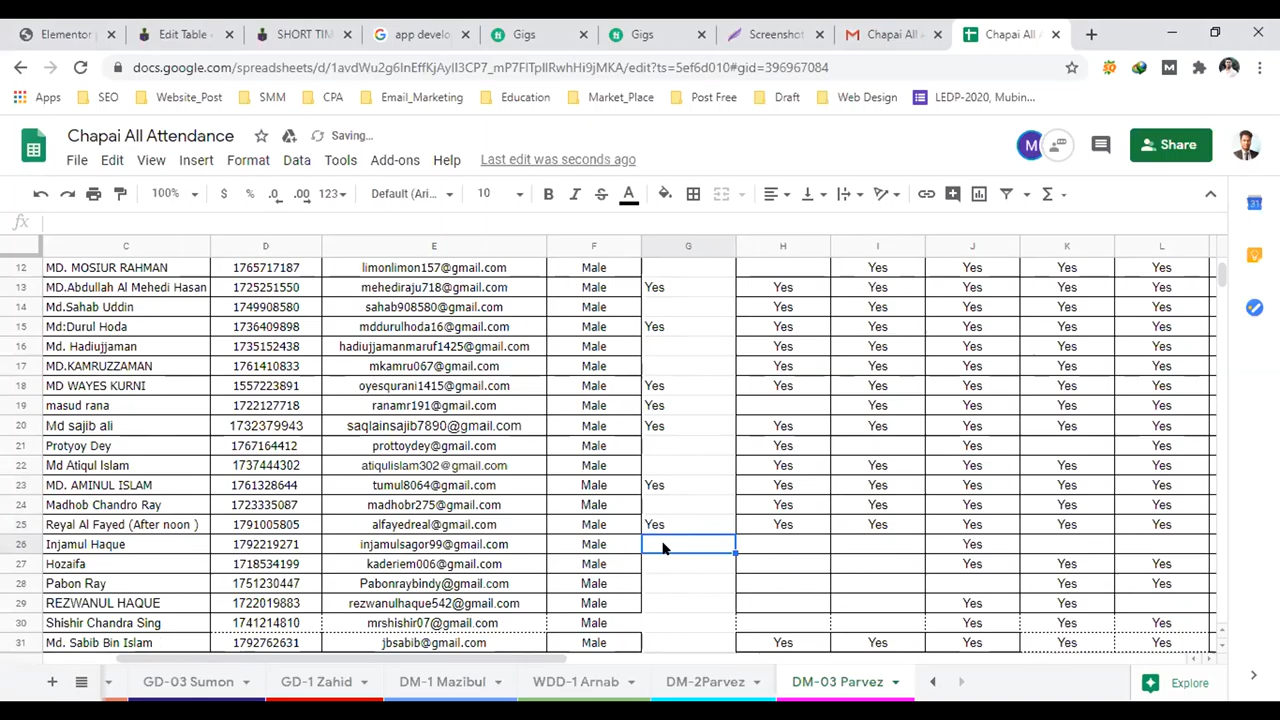 Elementor p
Edit Table
SHORT TIM
app develo
Gigs
Gigs
Screenshot
Chapai All A
Chapai All A
docs.google.com/spreadsheets/d/1avdWu2g6InEffKjAyII3CP7_mP7FlTpIlRwhHi9jMKA/edit?ts=5ef6d010#gid=396967084
Apps SEO Website_Post SMM CPA Email_Marketing Education Market_Place Post Free Draft Web Design LEDP-2020, Mubin...
Chapai All Attendance Saving... M Share
File Edit View Insert Format Data Tools Add-ons Help Last edit was seconds ago
100% $ % .0 .00 123 Default (Ari... 10 B I S A Σ
fx
C D E F G H I J K L
12 MD. MOSIUR RAHMAN 1765717187 limonlimon157@gmail.com Male Yes Yes Yes Yes
13 MD.Abdullah Al Mehedi Hasan 1725251550 mehediraju718@gmail.com Male Yes Yes Yes Yes Yes Yes
14 Md.Sahab Uddin 1749908580 sahab908580@gmail.com Male Yes Yes Yes Yes Yes
15 Md:Durul Hoda 1736409898 mddurulhoda16@gmail.com Male Yes Yes Yes Yes Yes Yes
16 Md. Hadiujjaman 1735152438 hadiujjamanmaruf1425@gmail.com Male Yes Yes Yes Yes Yes
17 MD.KAMRUZZAMAN 1761410833 mkamru067@gmail.com Male Yes Yes Yes Yes Yes
18 MD WAYES KURNI 1557223891 oyesqurani1415@gmail.com Male Yes Yes Yes Yes Yes Yes
19 masud rana 1722127718 ranamr191@gmail.com Male Yes Yes Yes Yes Yes
20 Md sajib ali 1732379943 saqlainsajib7890@gmail.com Male Yes Yes Yes Yes Yes Yes
21 Protyoy Dey 1767164412 prottoydey@gmail.com Male Yes Yes Yes
22 Md Atiqul Islam 1737444302 atiqulislam302@gmail.com Male Yes Yes Yes Yes Yes
23 MD. AMINUL ISLAM 1761328644 tumul8064@gmail.com Male Yes Yes Yes Yes Yes Yes
24 Madhob Chandro Ray 1723335087 madhobr275@gmail.com Male Yes Yes Yes Yes Yes
25 Reyal Al Fayed (After noon ) 1791005805 alfayedreal@gmail.com Male Yes Yes Yes Yes Yes Yes
26 Injamul Haque 1792219271 injamulsagor99@gmail.com Male Yes
27 Hozaifa 1718534199 kaderiem006@gmail.com Male Yes Yes Yes
28 Pabon Ray 1751230447 Pabonraybindy@gmail.com Male Yes Yes
29 REZWANUL HAQUE 1722019883 rezwanulhaque542@gmail.com Male Yes Yes
30 Shishir Chandra Sing 1741214810 mrshishir07@gmail.com Male Yes Yes Yes
31 Md. Sabib Bin Islam 1792762631 jbsabib@gmail.com Male Yes Yes Yes Yes Yes
GD-03 Sumon GD-1 Zahid DM-1 Mazibul WDD-1 Arnab DM-2Parvez DM-03 Parvez Explore